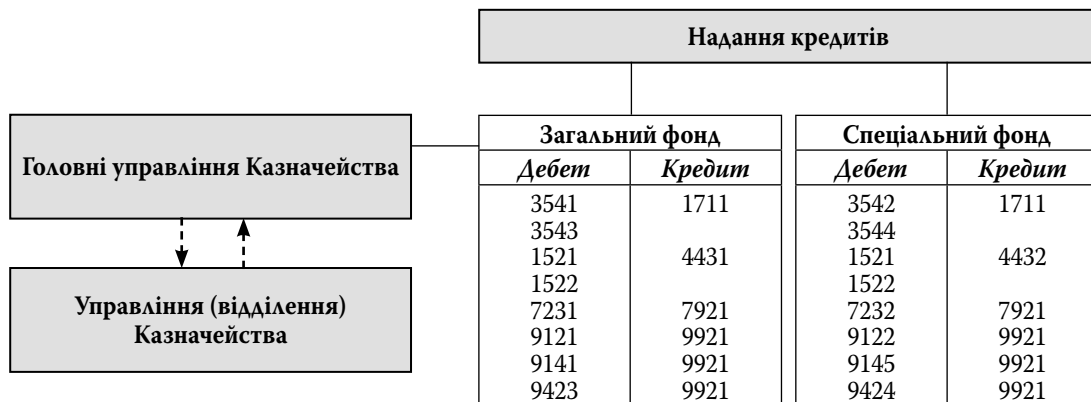 Надання кредитів
Головні управління Казначейства
Управління (відділення)
Казначейства
Загальний фонд
Дебет Кредит
3541 1711
3543
1521 4431
1522
7231 7921
9121 9921
9141 9921
9423 9921
Спеціальний фонд
Дебет Кредит
3542 1711
3544
1521 4432
1522
7232 7921
9122 9921
9145 9921
9424 9921